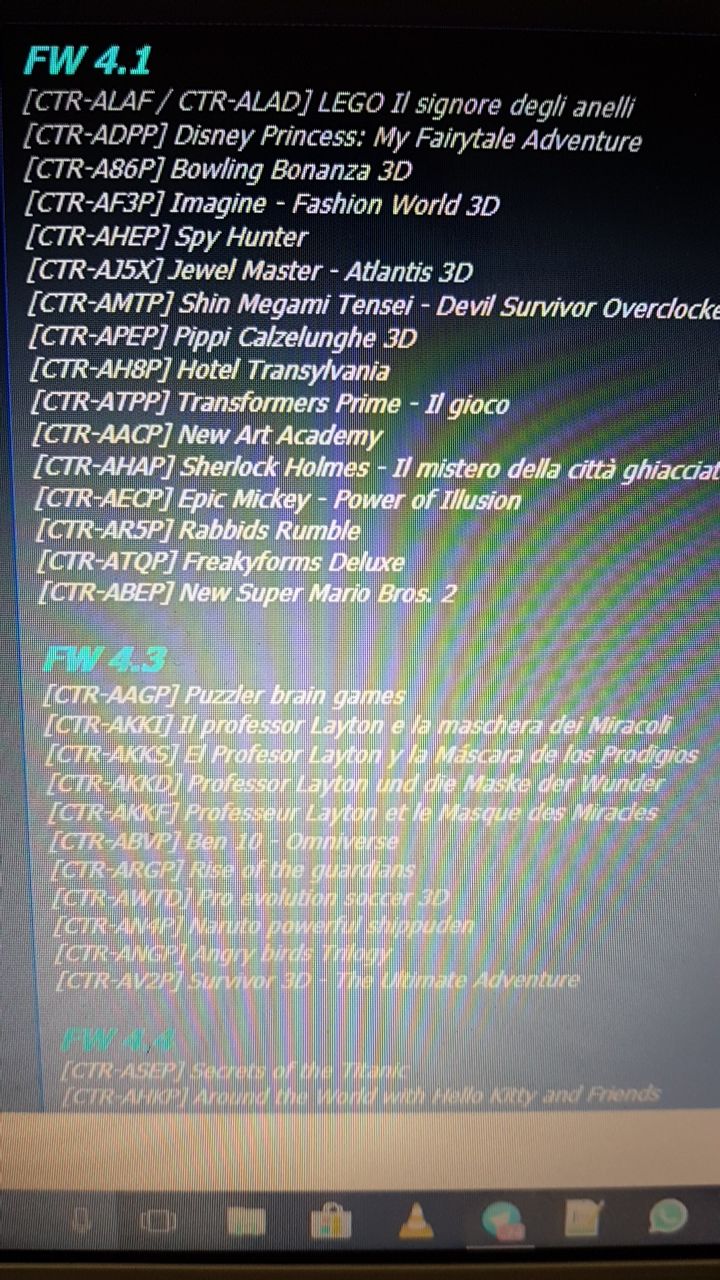 FW 4.1
[CTR-ALAF / CTR-ALAD] LEGO Il signore degli anelli
[CTR-ADPP] Disney Princess: My Fairytale Adventure
[CTR-A86P] Bowling Bonanza 3D
[CTR-AF3P] Imagine - Fashion World 3D
[CTR-AHEP] Spy Hunter
[CTR-AJ5X] Jewel Master - Atlantis 3D
[CTR-AMTP] Shin Megami Tensei - Devil Survivor Overclocke
[CTR-APEP] Pippi Calzelunghe 3D
[CTR-AH8P] Hotel Transylvania
[CTR-ATPP] Transformers Prime - Il gioco
[CTR-AACP] New Art Academy
[CTR-AHAP] Sherlock Holmes - Il mistero della città ghiacciat
[CTR-AECP] Epic Mickey - Power of Illusion
[CTR-AR5P] Rabbids Rumble
[CTR-ATQP] Freakyforms Deluxe
[CTR-ABEP] New Super Mario Bros. 2
FW 4.3
[CTR-AAGP] Puzzler brain games
[CTR-AKKI] Il professor Layton e la maschera dei Miracoli
[CTR-AKKS] El Profesor Layton y la Máscara de los Prodigios
[CTR-AKKD] Professor Layton und die Maske der Wunder
[CTR-AKKF] Professeur Layton et le Masque des Miracles
[CTR-ABVP] Ben 10 - Omniverse
[CTR-ARGP] Rise of the guardians
[CTR-AWTD] Pro evolution soccer 3D
[CTR-AN4P] Naruto powerful shippuden
[CTR-ANGP] Angry birds Trilogy
[CTR-AV2P] Survivor 3D - The Ultimate Adventure
FW 4.4
[CTR-ASEP] Secrets of the Titanic
[CTR-AHKP] Around the World with Hello Kitty and Friends